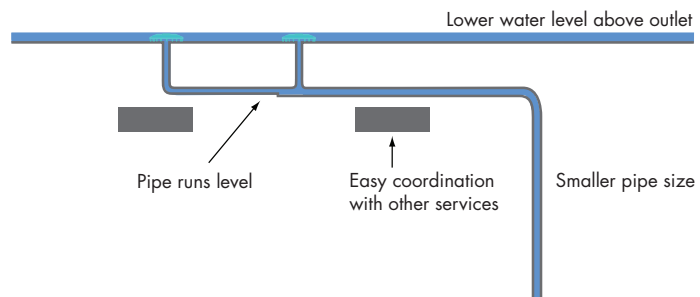 Lower water level above outlet
Pipe runs level
Easy coordination
with other services
Smaller pipe size